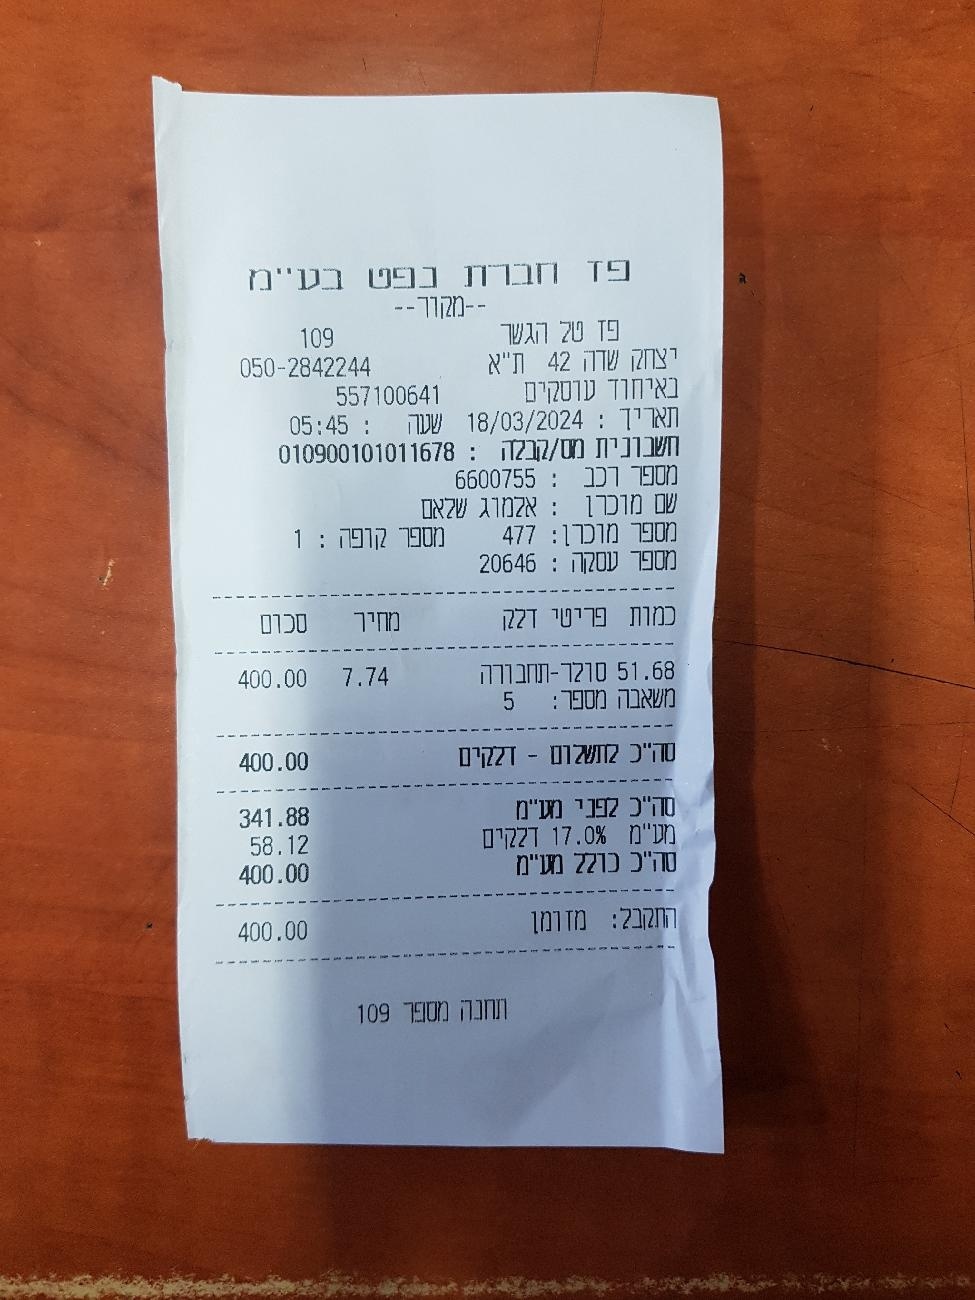 פז חברת נפט בע"מ
--מקור--
פז טל הגשר 109
יצחק שדה 42 ת"א 050-2842244
באיחוד עוסקים 557100641
תאריך : 18/03/2024 שעה : 05:45
חשבונית מס/קבלה : 010900101011678
מספר רכב : 6600755
שם מוכרן : אלמוג שלאם
מספר מוכרן: 477 מספר קופה : 1
מספר עסקה : 20646
כמות פריטי דלק מחיר סכום
51.68 סולר-תחבורה 7.74 400.00
משאבה מספר: 5
סה"כ לתשלום - דלקים 400.00
סה"כ לפני מע"מ 341.88
מע"מ 17.0% דלקים 58.12
סה"כ כולל מע"מ 400.00
התקבל: מזומן 400.00
תחנה מספר 109